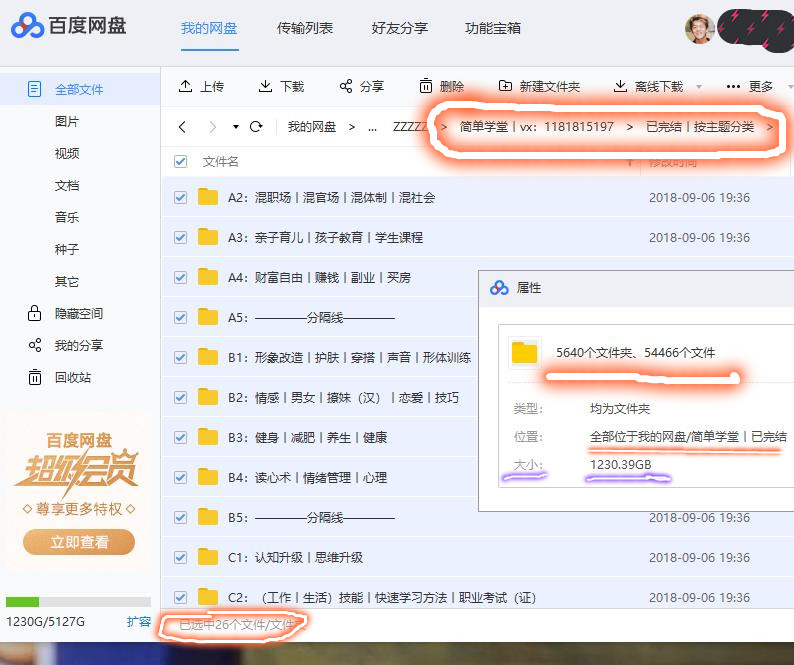 百度网盘 我的网盘 传输列表 好友分享 功能宝箱
全部文件 上传 下载 分享 删除 新建文件夹 离线下载 更多
图片
我的网盘 > ... ZZZZZ > 简单学堂丨vx：1181815197 > 已完结丨按主题分类 >
视频
文件名 修改时间
文档
A2：混职场丨混官场丨混体制丨混社会 2018-09-06 19:36
音乐
A3：亲子育儿丨孩子教育丨学生课程 2018-09-06 19:36
种子
其它
A4：财富自由丨赚钱丨副业丨买房
属性
隐藏空间
A5：————分隔线————
我的分享
B1：形象改造丨护肤丨穿搭丨声音丨形体训练
5640个文件夹、54466个文件
回收站
B2：情感丨男女丨撩妹（汉）丨恋爱丨技巧
类型： 均为文件夹
百度网盘
B3：健身丨减肥丨养生丨健康
位置： 全部位于我的网盘/简单学堂丨已完结
超级会员
B4：读心术丨情绪管理丨心理
大小： 1230.39GB
尊享更多特权
B5：————分隔线———— 2018-09-06 19:36
立即查看
C1：认知升级丨思维升级 2018-09-06 19:36
C2：（工作丨生活）技能丨快速学习方法丨职业考试（证） 2018-09-06 19:36
1230G/5127G 扩容
已选中26个文件/文件